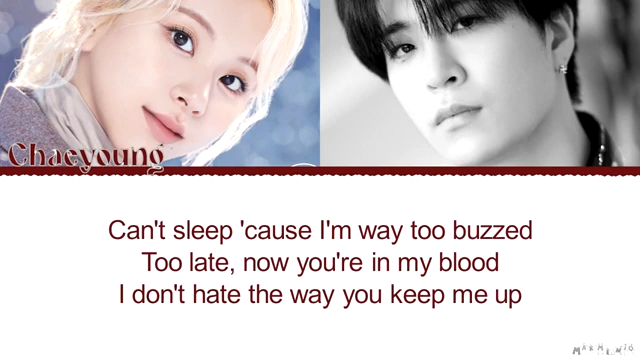 Chaeyoung
Can't sleep 'cause I'm way too buzzed
Too late, now you're in my blood
I don't hate the way you keep me up